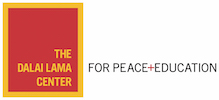 THE
DALAI LAMA
CENTER
FOR PEACE+EDUCATION